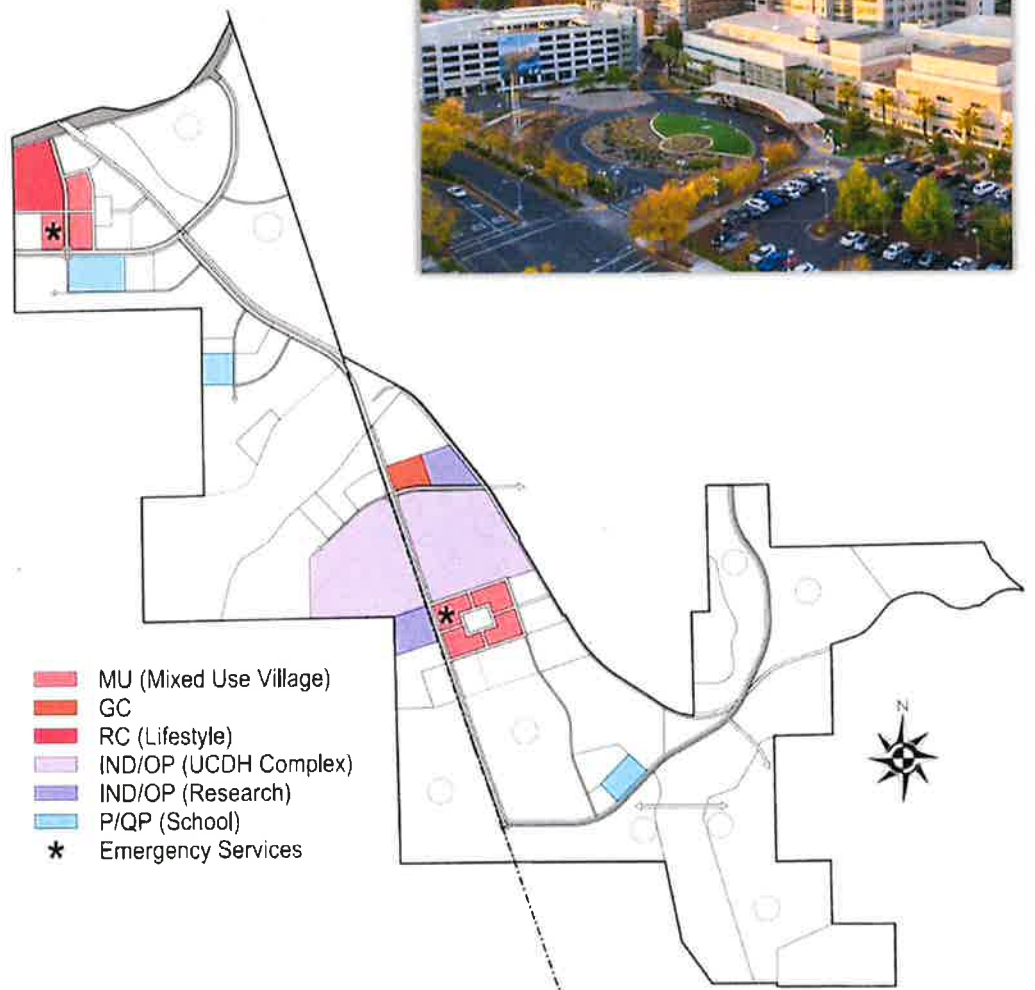 MU (Mixed Use Village)
GC
RC (Lifestyle)
IND/OP (UCDH Complex)
IND/OP (Research)
P/QP (School)
* Emergency Services
N